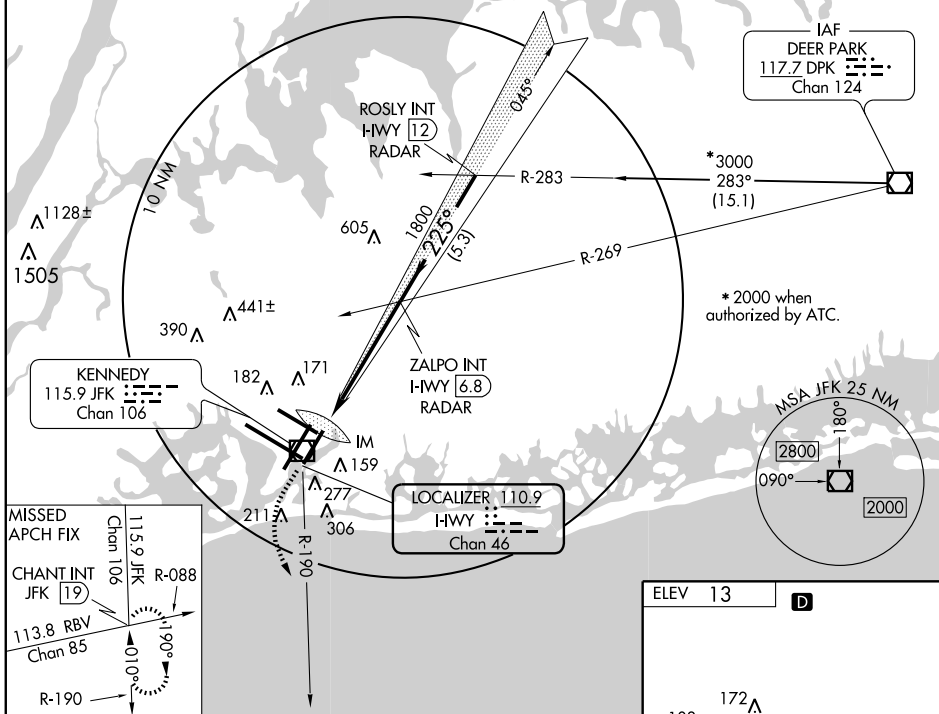 IAF
DEER PARK
117.7 DPK
Chan 124
ROSLY INT
I-IWY 12
RADAR
045°
10 NM
R-283
*3000
283°
(15.1)
1128±
1505
605
1800
225°
(5.3)
R-269
* 2000 when
authorized by ATC.
441±
390
KENNEDY
115.9 JFK
Chan 106
182
171
ZALPO INT
I-IWY 6.8
RADAR
MSA JFK 25 NM
180°
2800
090°
2000
IM
159
277
211
306
LOCALIZER 110.9
I-IWY
Chan 46
R-190
MISSED
APCH FIX
115.9 JFK
Chan 106
CHANT INT
JFK 19
R-088
113.8 RBV
Chan 85
190°
010°
R-190
ELEV 13
D
172